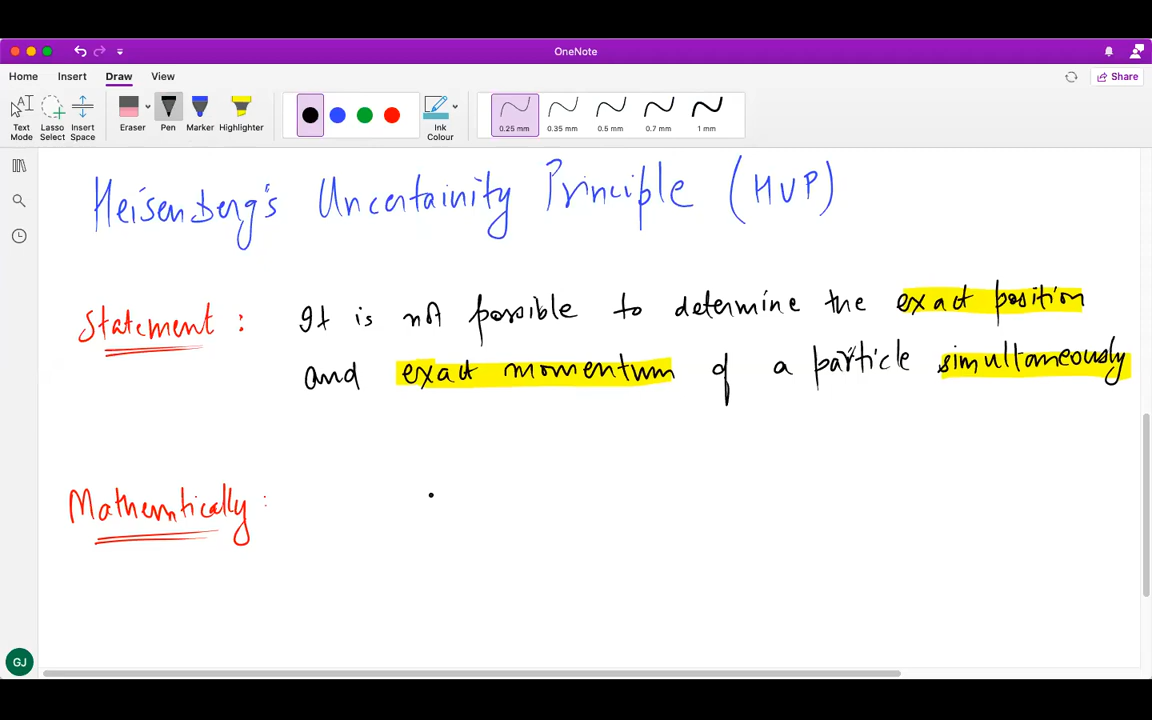 OneNote
Home Insert Draw View
Share
Text Mode
Lasso Select
Insert Space
Eraser
Pen
Marker
Highlighter
Ink Colour
0.25 mm
0.35 mm
0.5 mm
0.7 mm
1 mm
Heisenberg's Uncertainity Principle (HUP)
Statement : It is not possible to determine the exact position
and exact momentum of a particle simultaneously
Mathemtically :
GJ